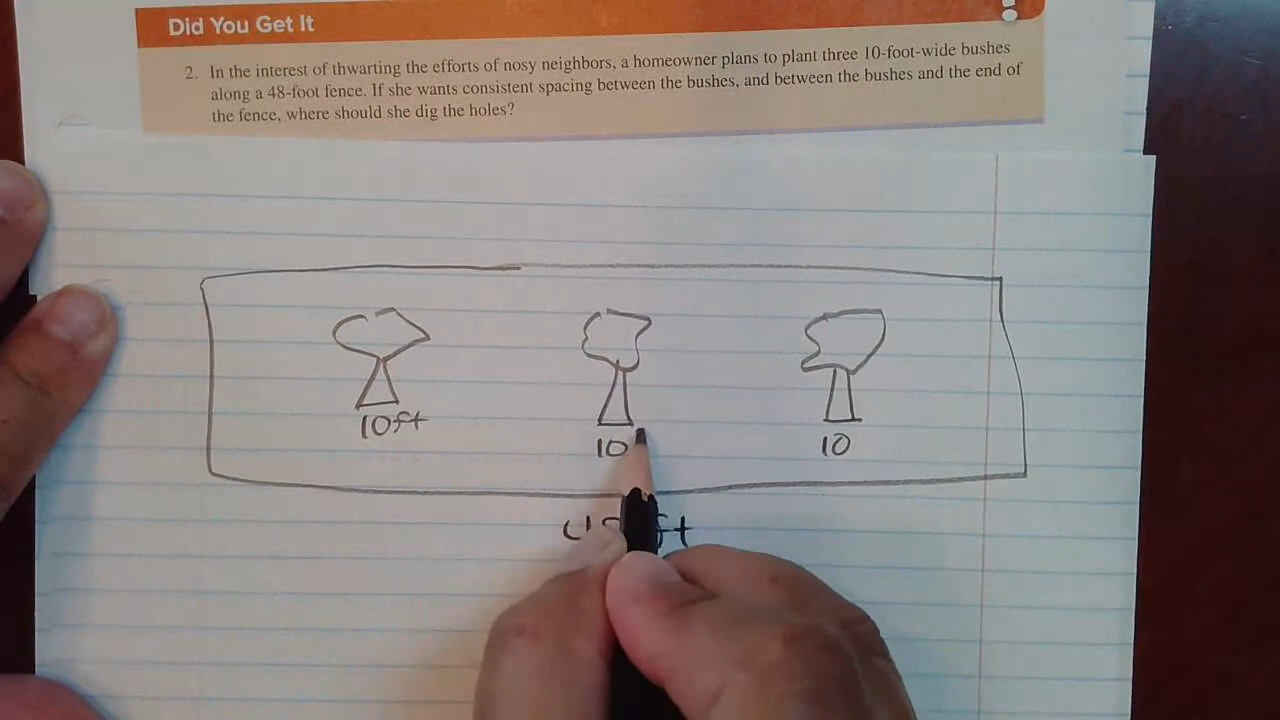 Did You Get It
2. In the interest of thwarting the efforts of nosy neighbors, a homeowner plans to plant three 10-foot-wide bushes
along a 48-foot fence. If she wants consistent spacing between the bushes, and between the bushes and the end of
the fence, where should she dig the holes?
10ft
10
10